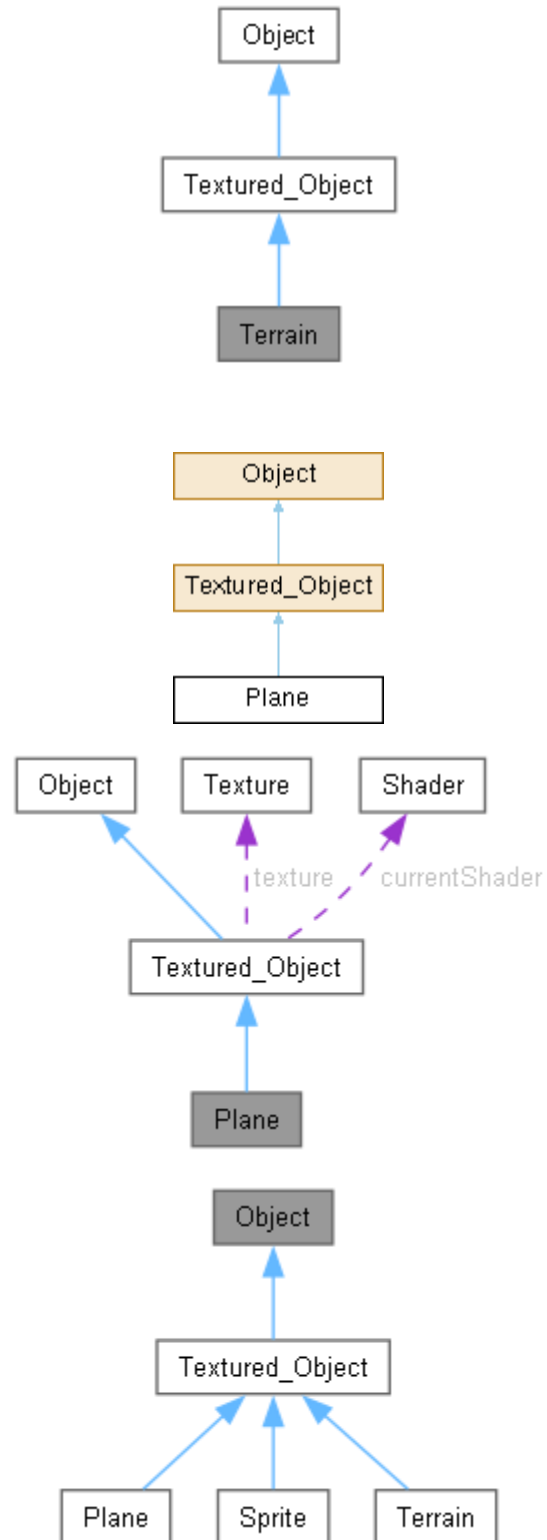 Object
Textured_Object
Terrain
Object
Textured_Object
Plane
Object Texture Shader
texture currentShader
Textured_Object
Plane
Object
Textured_Object
Plane Sprite Terrain